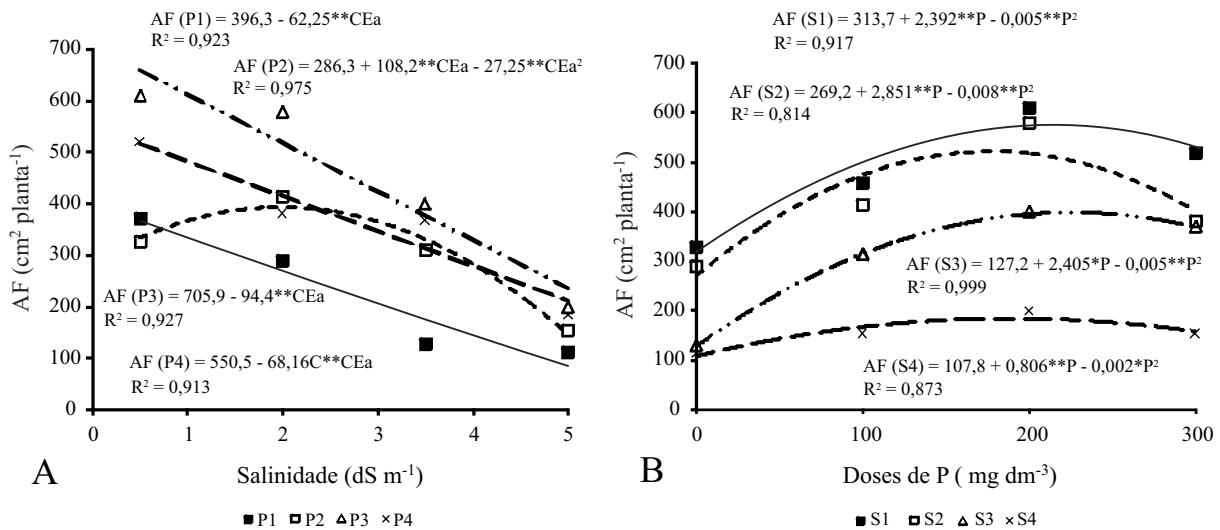 AF (P1) = 396,3 - 62,25**CEa
R² = 0,923
AF (P2) = 286,3 + 108,2**CEa - 27,25**CEa²
R² = 0,975
AF (P3) = 705,9 - 94,4**CEa
R² = 0,927
AF (P4) = 550,5 - 68,16C**CEa
R² = 0,913
AF (cm² planta⁻¹)
700
600
500
400
300
200
100
0
0 1 2 3 4 5
A
Salinidade (dS m⁻¹)
■ P1 □ P2 △ P3 × P4
AF (S1) = 313,7 + 2,392**P - 0,005**P²
R² = 0,917
AF (S2) = 269,2 + 2,851**P - 0,008**P²
R² = 0,814
AF (S3) = 127,2 + 2,405*P - 0,005**P²
R² = 0,999
AF (S4) = 107,8 + 0,806**P - 0,002*P²
R² = 0,873
AF (cm² planta⁻¹)
700
600
500
400
300
200
100
0
0 100 200 300
B
Doses de P ( mg dm⁻³)
■ S1 □ S2 △ S3 × S4